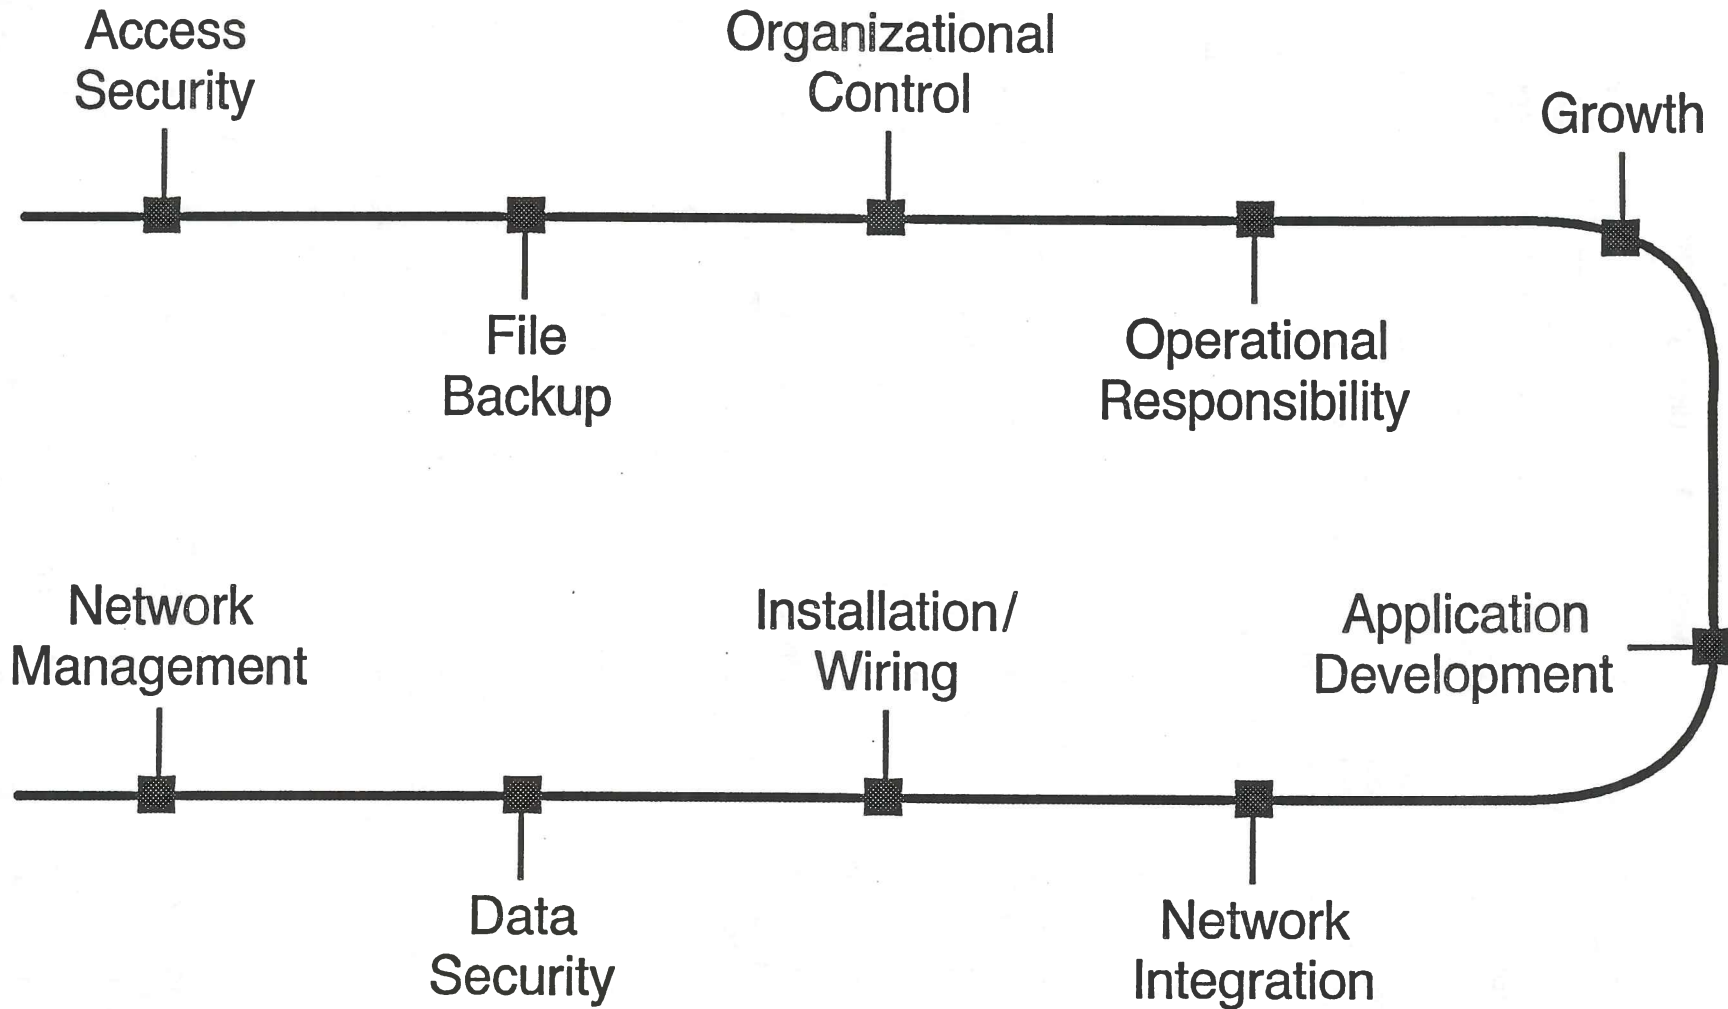 Access
Security
Organizational
Control
Growth
File
Backup
Operational
Responsibility
Network
Management
Installation/
Wiring
Application
Development
Data
Security
Network
Integration